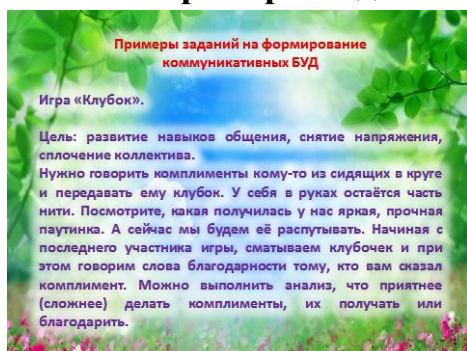 Примеры заданий на формирование
коммуникативных БУД
Игра «Клубок».
Цель: развитие навыков общения, снятие напряжения,
сплочение коллектива.
Нужно говорить комплименты кому-то из сидящих в круге
и передавать ему клубок. У себя в руках остаётся часть
нити. Посмотрите, какая получилась у нас яркая, прочная
паутинка. А сейчас мы будем её распутывать. Начиная с
последнего участника игры, сматываем клубочек и при
этом говорим слова благодарности тому, кто вам сказал
комплимент. Можно выполнить анализ, что приятнее
(сложнее) делать комплименты, их получать или
благодарить.